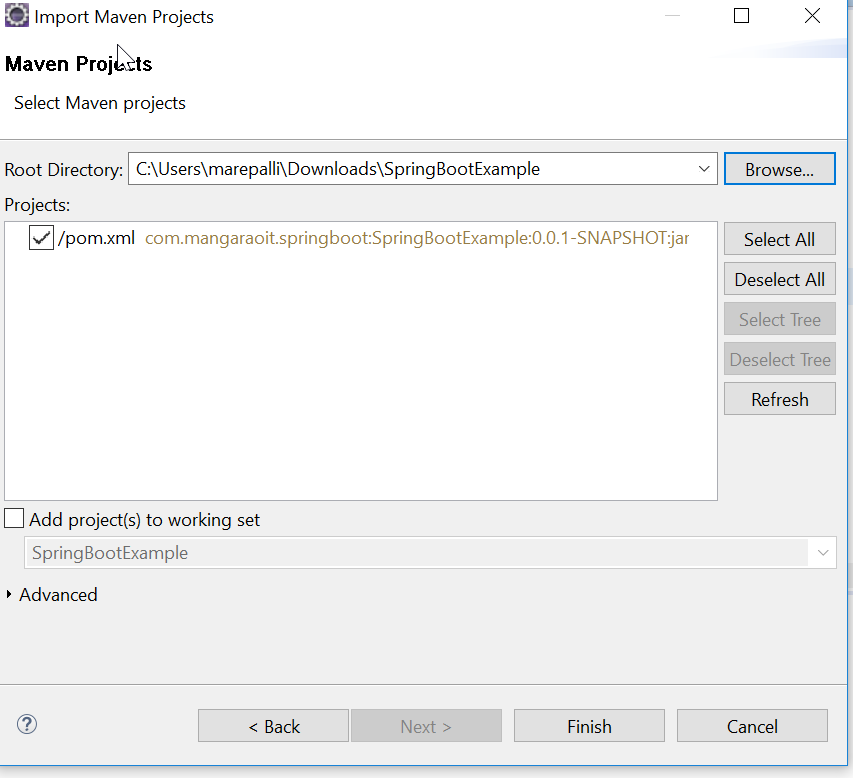 Import Maven Projects
Maven Projects
Select Maven projects
Root Directory: C:\Users\marepalli\Downloads\SpringBootExample Browse...
Projects:
/pom.xml com.mangaraoit.springboot:SpringBootExample:0.0.1-SNAPSHOT:jar
Select All
Deselect All
Select Tree
Deselect Tree
Refresh
Add project(s) to working set
SpringBootExample
Advanced
? < Back Next > Finish Cancel